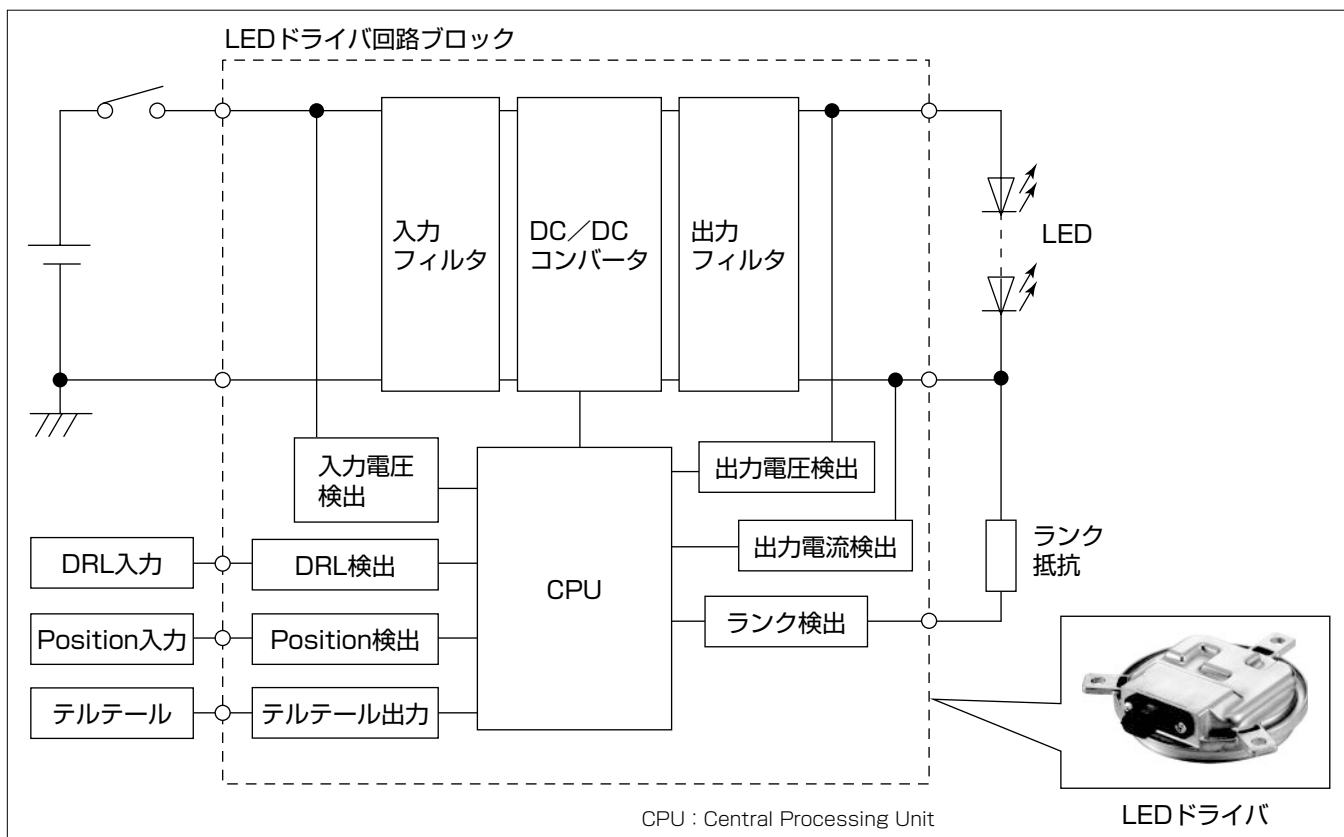 LEDドライバ回路ブロック
入力
フィルタ
DC／DC
コンバータ
出力
フィルタ
LED
入力電圧
検出
出力電圧検出
出力電流検出
CPU
ランク
抵抗
DRL入力
DRL検出
Position入力
Position検出
ランク検出
テルテール
テルテール出力
CPU：Central Processing Unit
LEDドライバ